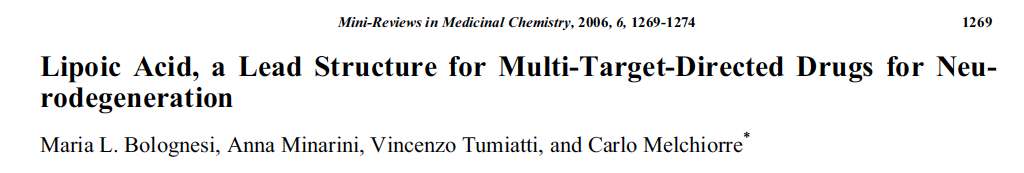 Mini-Reviews in Medicinal Chemistry, 2006, 6, 1269-1274 1269
Lipoic Acid, a Lead Structure for Multi-Target-Directed Drugs for Neu-
rodegeneration
Maria L. Bolognesi, Anna Minarini, Vincenzo Tumiatti, and Carlo Melchiorre*